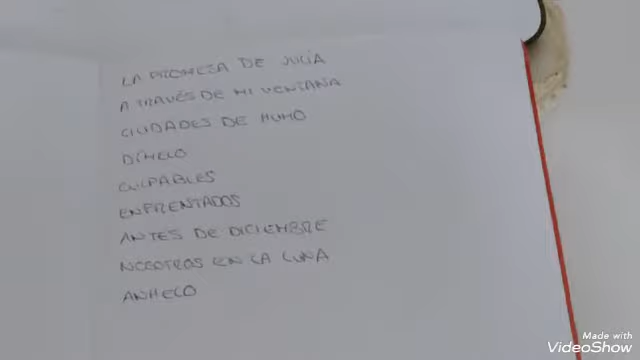 LA PROMESA DE JULIA
A TRAVÉS DE MI VENTANA
CIUDADES DE HUMO
DÍMELO
CULPABLES
ENFRENTADOS
ANTES DE DICIEMBRE
NOSOTROS EN LA LUNA
ANHELO
Made with
VideoShow